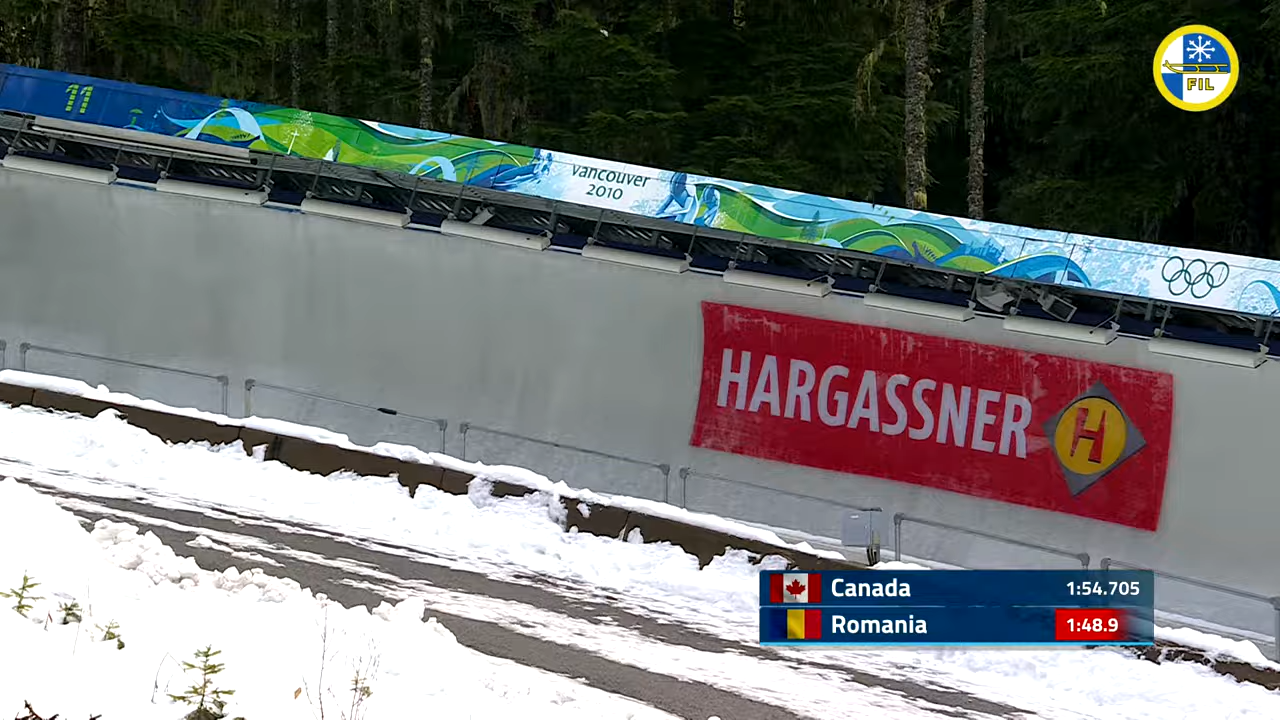 FIL
11
vancouver
2010
HARGASSNER
H
Canada 1:54.705
Romania 1:48.9